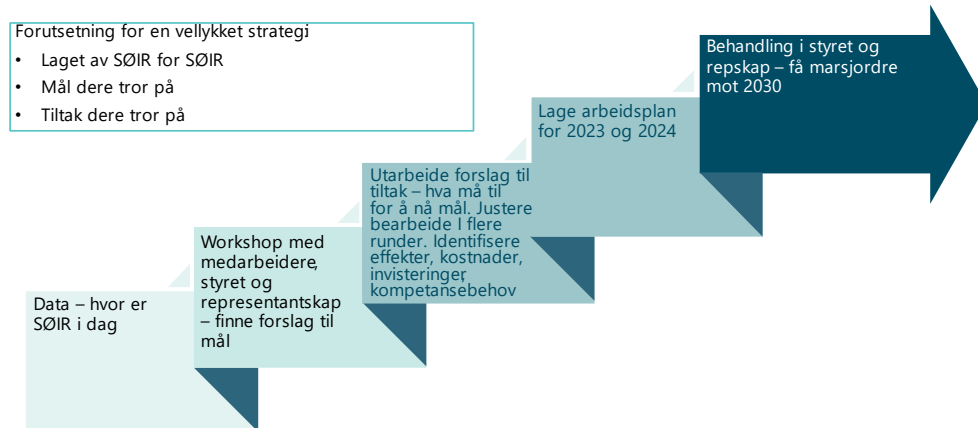 Forutsetning for en vellykket strategi:
• Laget av SØIR for SØIR
• Mål dere tror på
• Tiltak dere tror på
Data – hvor er
SØIR i dag
Workshop med
medarbeidere,
styret og
representantskap
– finne forslag til
mål
Utarbeide forslag til
tiltak – hva må til
for å nå mål. Justere
bearbeide I flere
runder. Identifisere
effekter, kostnader,
invisteringer,
kompetansebehov
Lage arbeidsplan
for 2023 og 2024
Behandling i styret og
repskap – få marsjordre
mot 2030